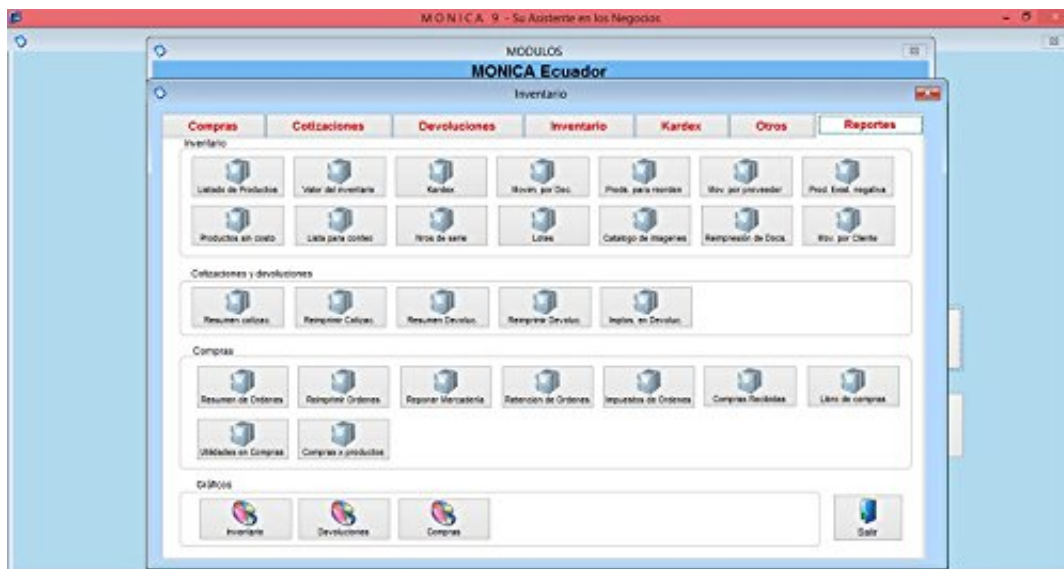 MONICA 9 - Su Asistente en los Negocios
MODULOS
MONICA Ecuador
Inventario
Compras Cotizaciones Devoluciones Inventario Kardex Otros Reportes
Inventario
Listado de Productos Valor del inventario Kardex Movim. por Doc. Prods. para reorden Mov. por proveedor Prod. Exist. negativa
Productos sin costo Lista para conteo Nros de serie Lotes Catalogo de imagenes Reimpresión de Docs. Mov. por Cliente
Cotizaciones y devoluciones
Resumen cotizac. Reimprimir Cotizac. Resumen Devoluc. Reimprimir Devoluc. Imptos. en Devoluc.
Compras
Resumen de Ordenes Reimprimir Ordenes Reponer Mercadería Retencion de Ordenes Impuestos de Ordenes Compras Recibidas Libro de compras
Utilidades en Compras Compras x productos
Gráficos
Inventario Devoluciones Compras Salir